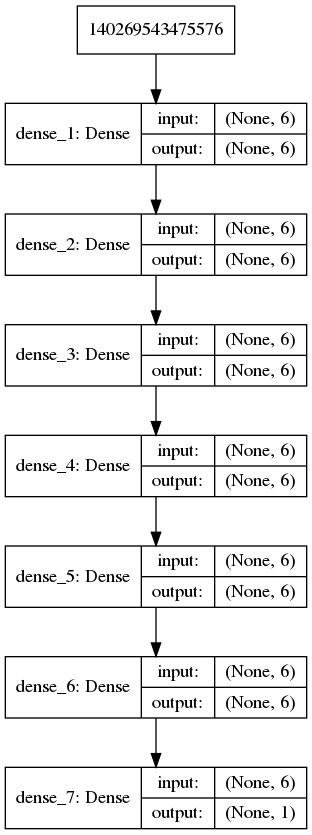 140269543475576
dense_1: Dense
input: (None, 6)
output: (None, 6)
dense_2: Dense
input: (None, 6)
output: (None, 6)
dense_3: Dense
input: (None, 6)
output: (None, 6)
dense_4: Dense
input: (None, 6)
output: (None, 6)
dense_5: Dense
input: (None, 6)
output: (None, 6)
dense_6: Dense
input: (None, 6)
output: (None, 6)
dense_7: Dense
input: (None, 6)
output: (None, 1)